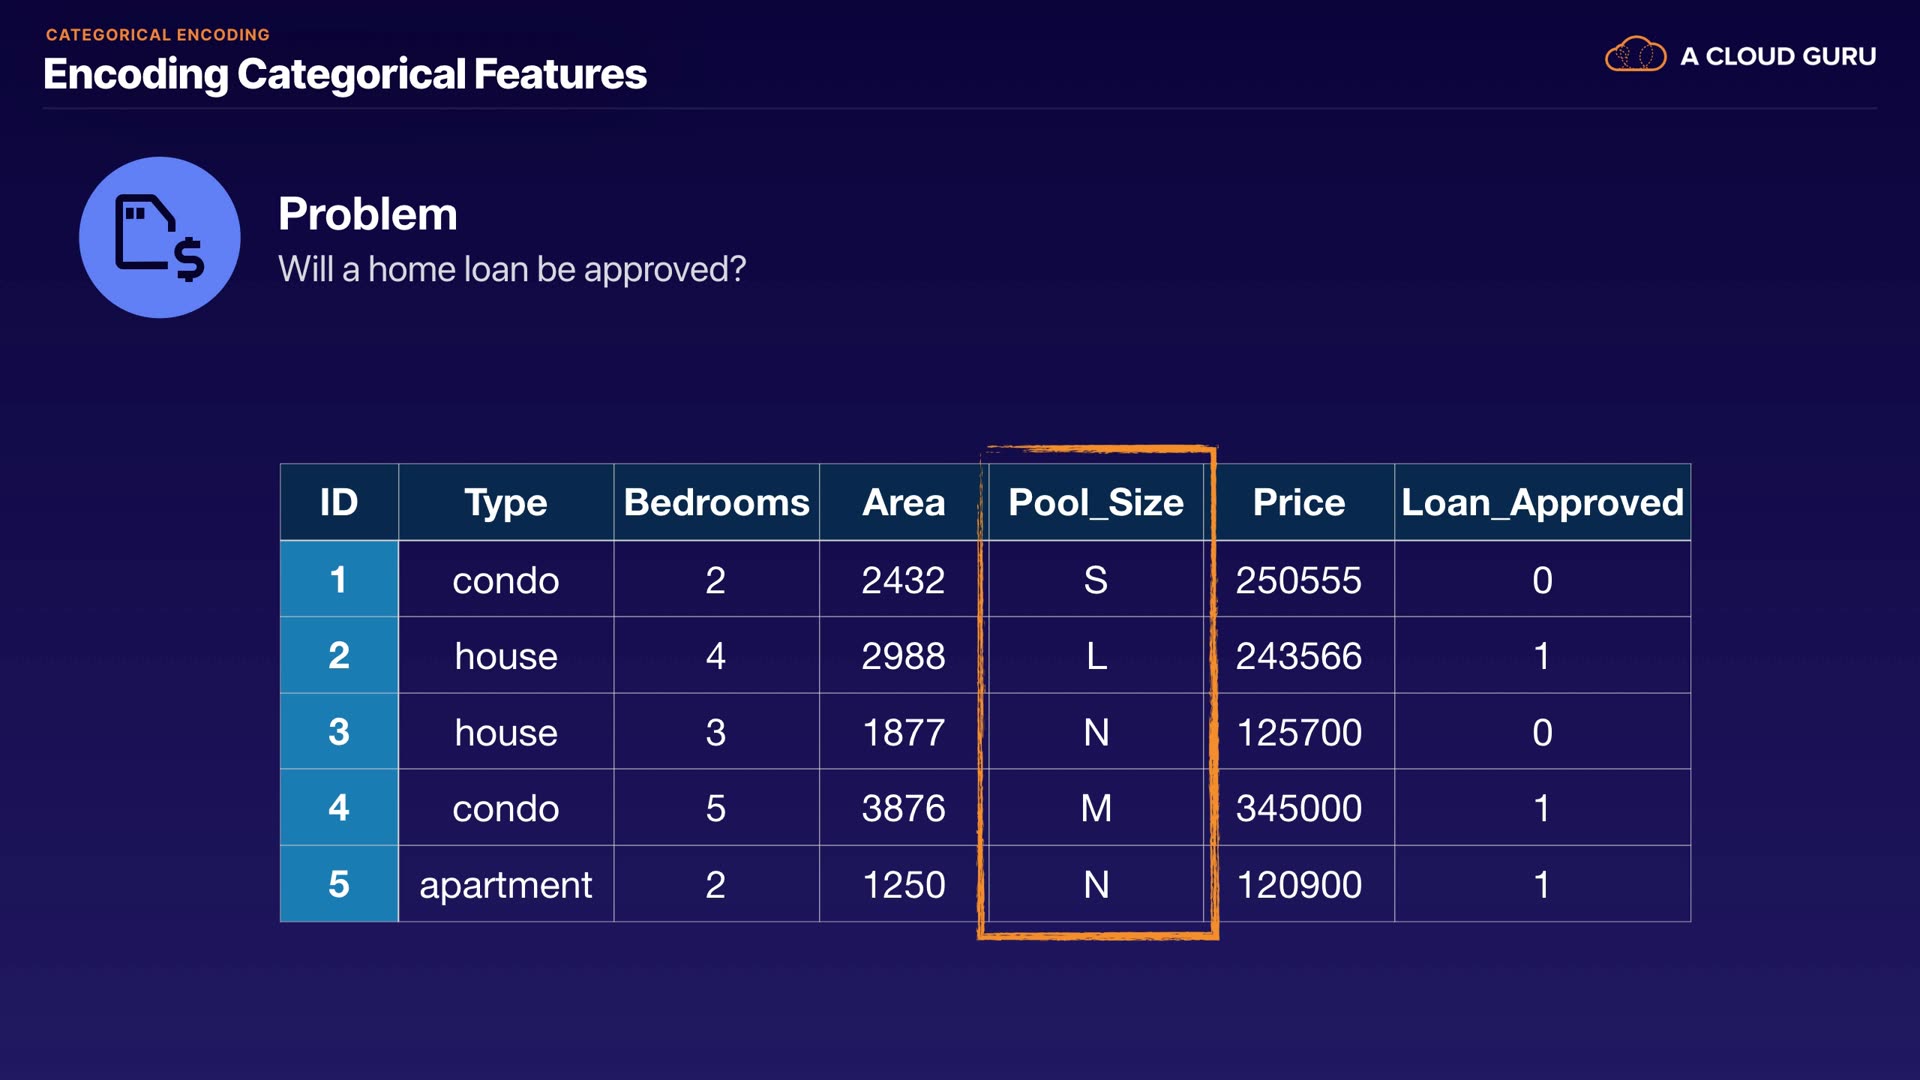 CATEGORICAL ENCODING
Encoding Categorical Features
A CLOUD GURU
Problem
Will a home loan be approved?
ID Type Bedrooms Area Pool_Size Price Loan_Approved
1 condo 2 2432 S 250555 0
2 house 4 2988 L 243566 1
3 house 3 1877 N 125700 0
4 condo 5 3876 M 345000 1
5 apartment 2 1250 N 120900 1